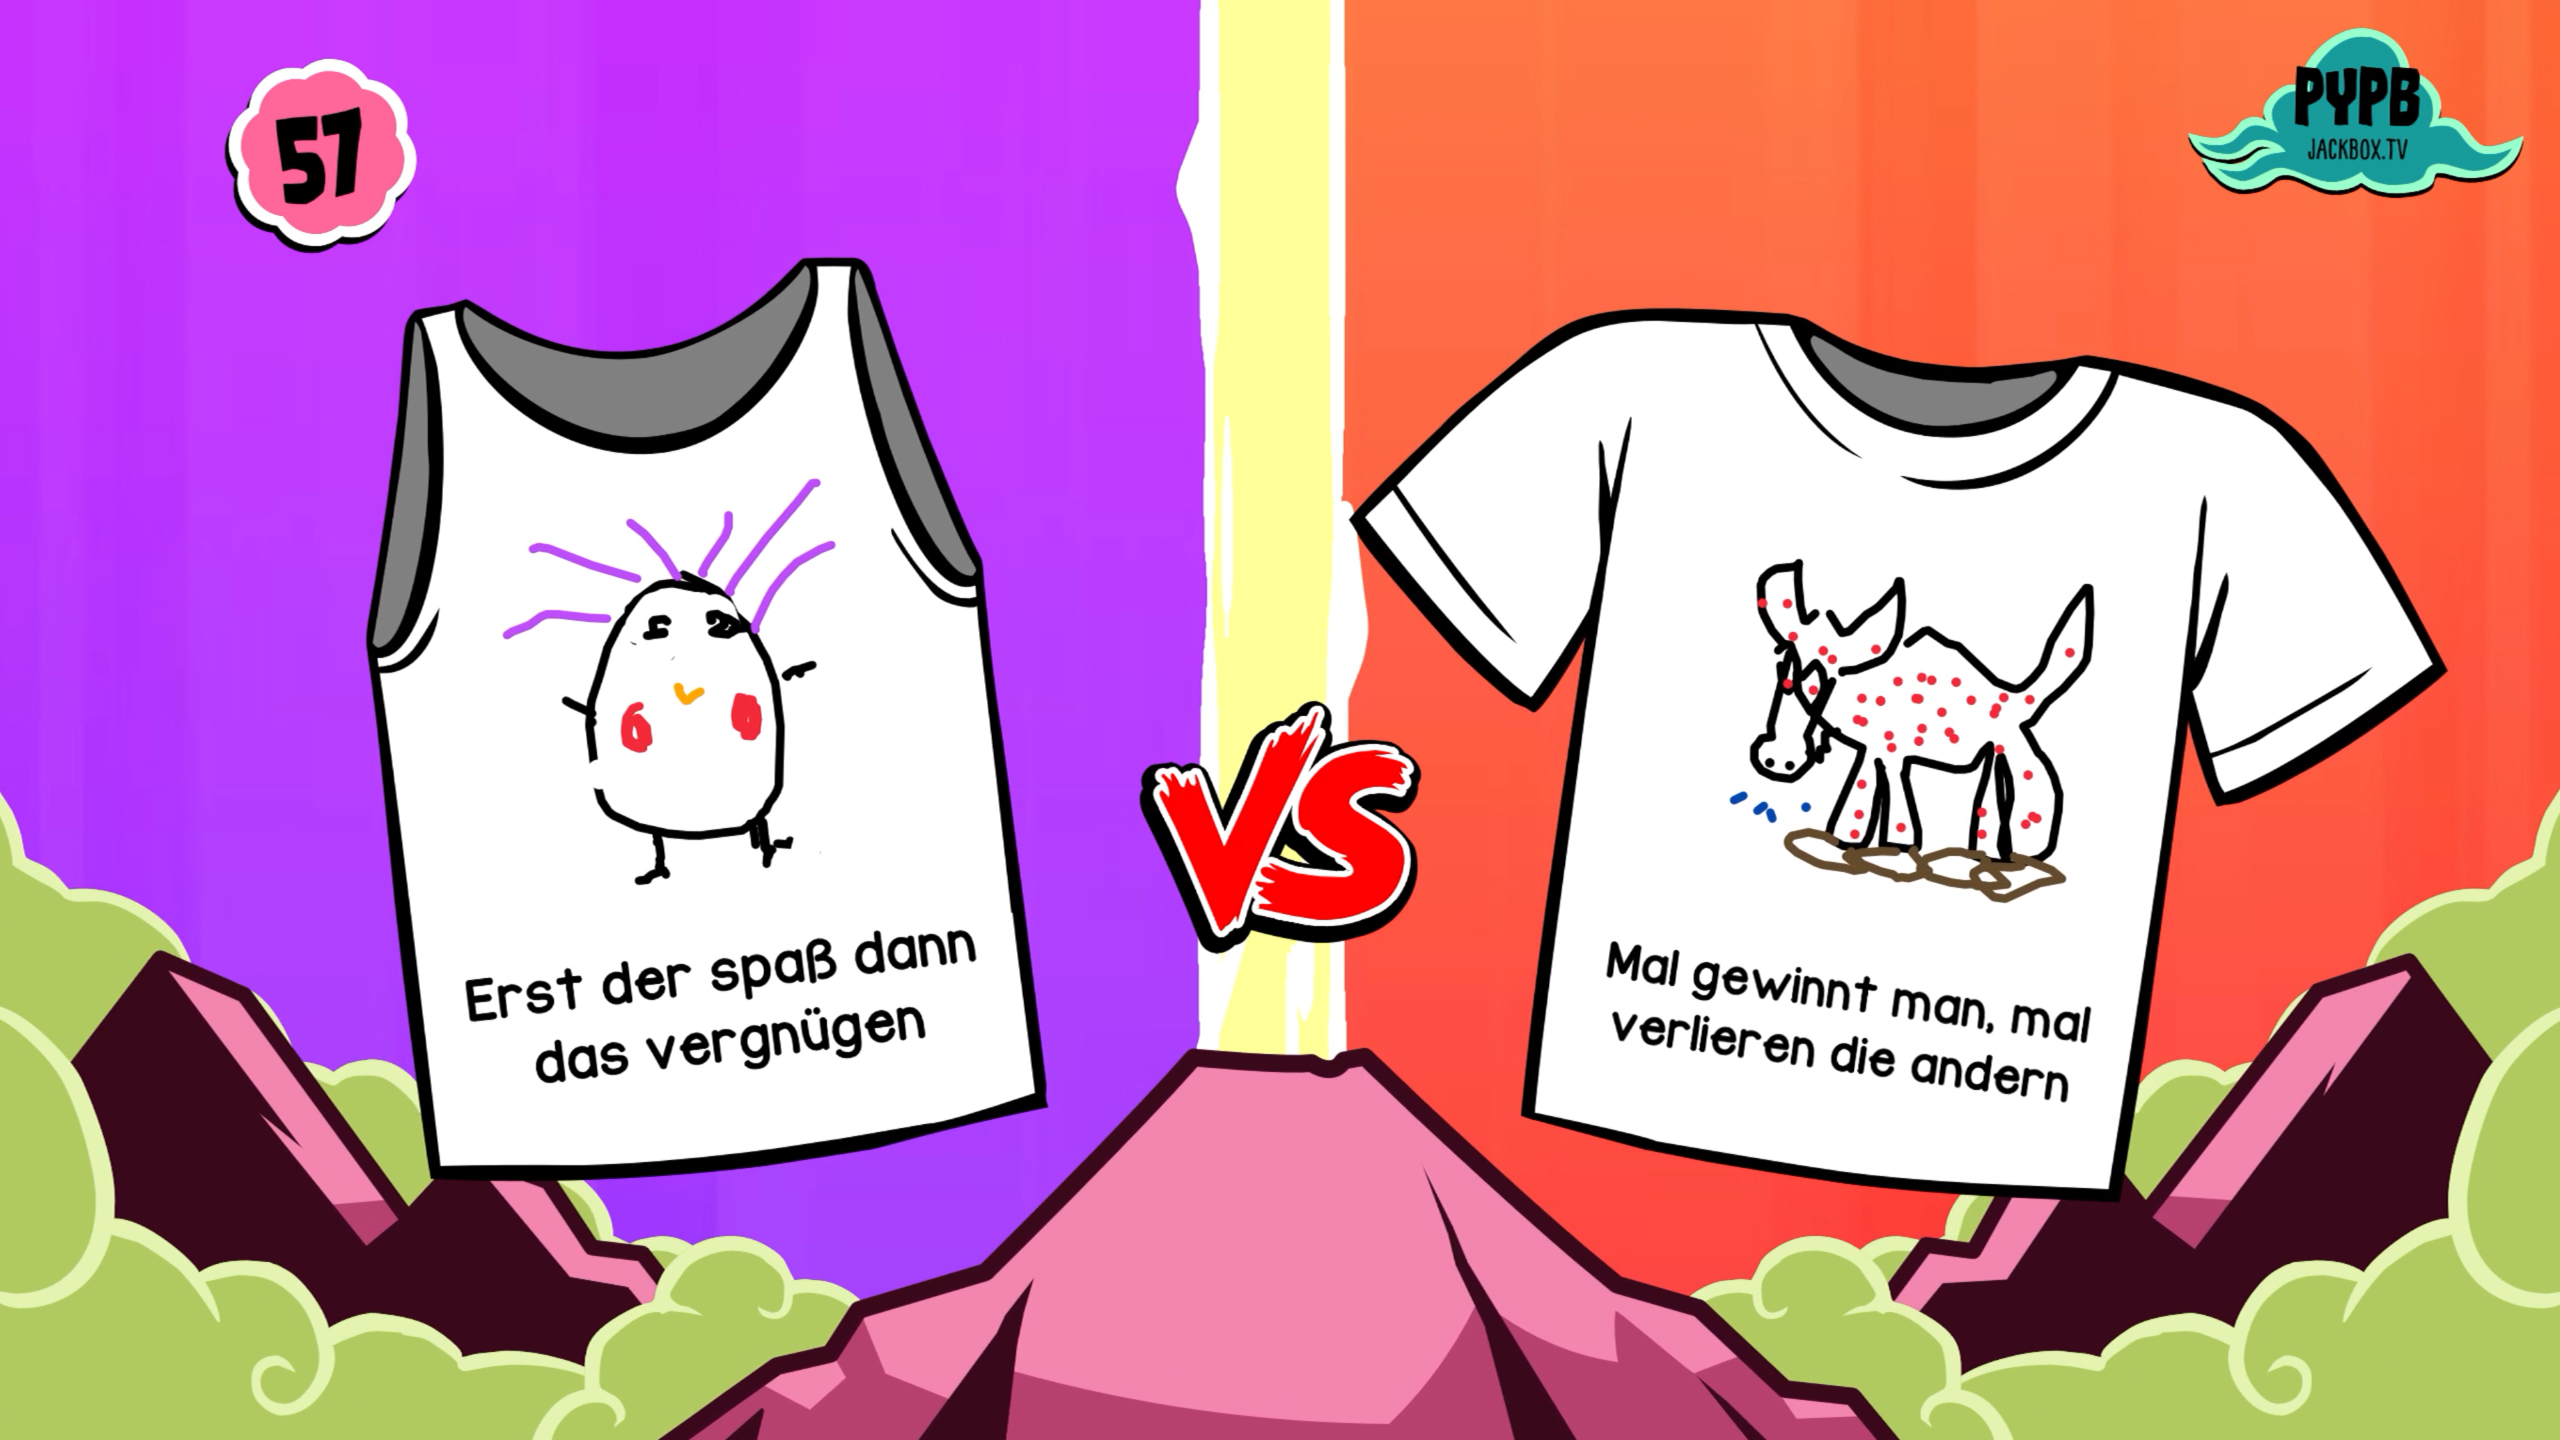 57
PYPB
JACKBOX.TV
Erst der spaß dann
das vergnügen
VS
Mal gewinnt man, mal
verlieren die andern